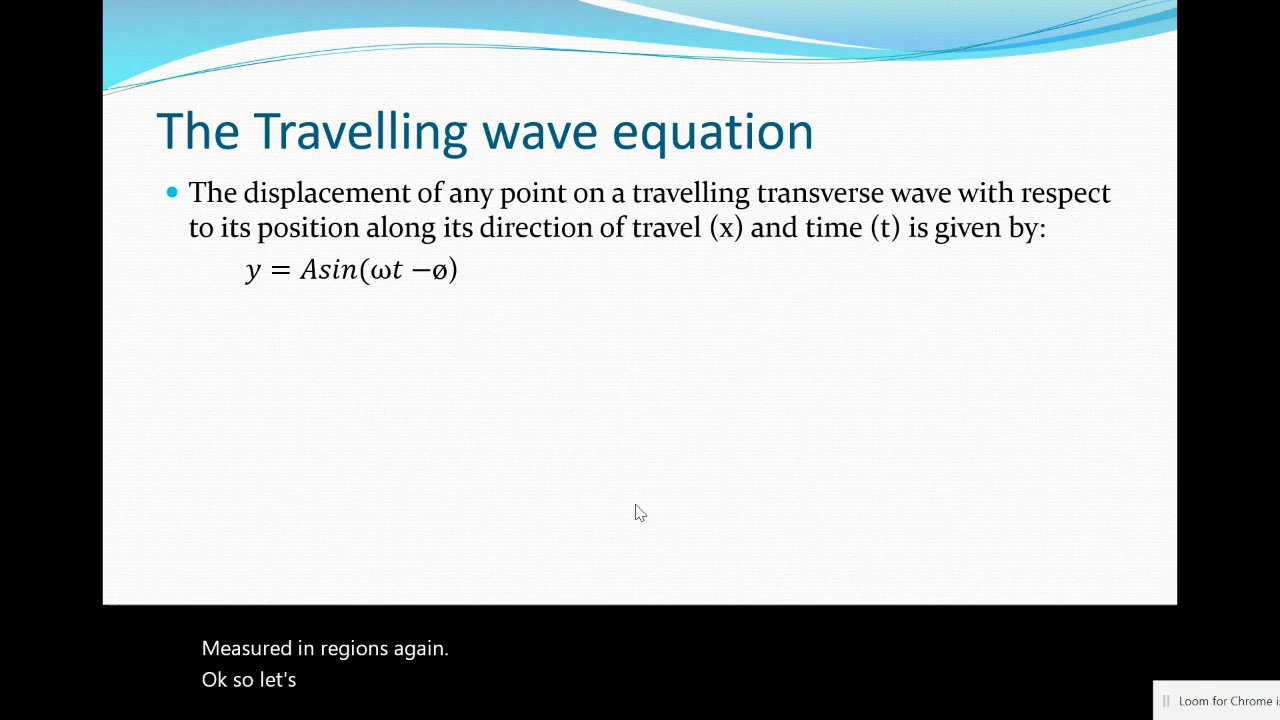 The Travelling wave equation
• The displacement of any point on a travelling transverse wave with respect
to its position along its direction of travel (x) and time (t) is given by:
y = Asin(ωt −ø)
Measured in regions again.
Ok so let's
Loom for Chrome i